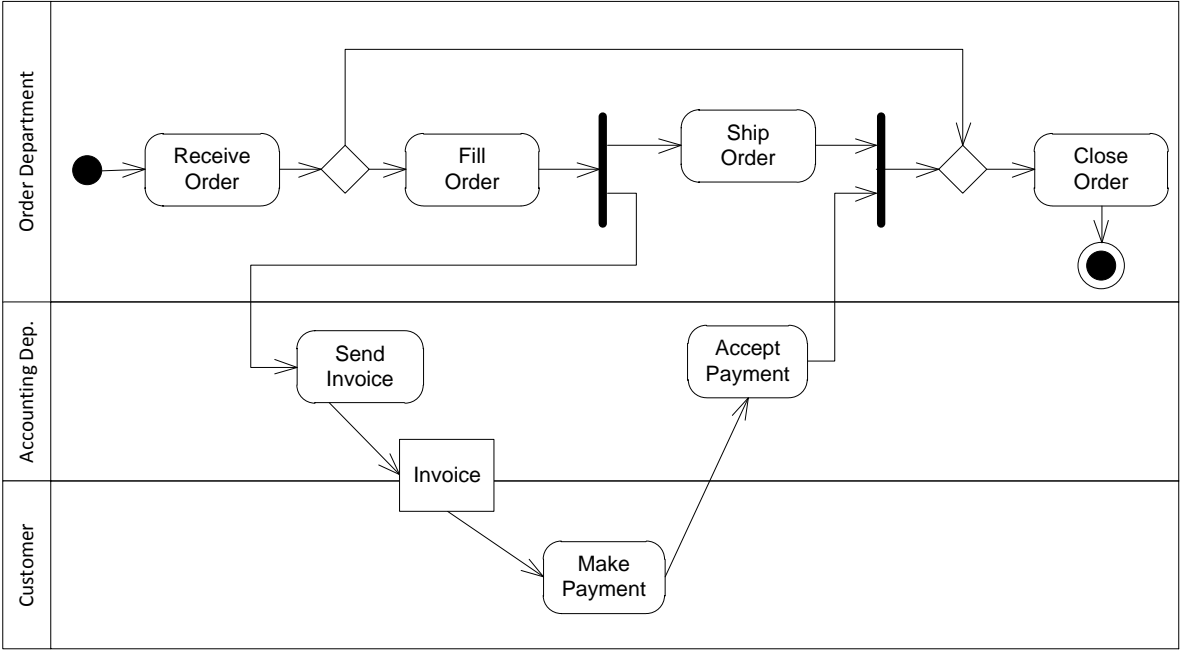 Order Department
Receive
Order
Fill
Order
Ship
Order
Close
Order
Accounting Dep.
Send
Invoice
Accept
Payment
Invoice
Customer
Make
Payment